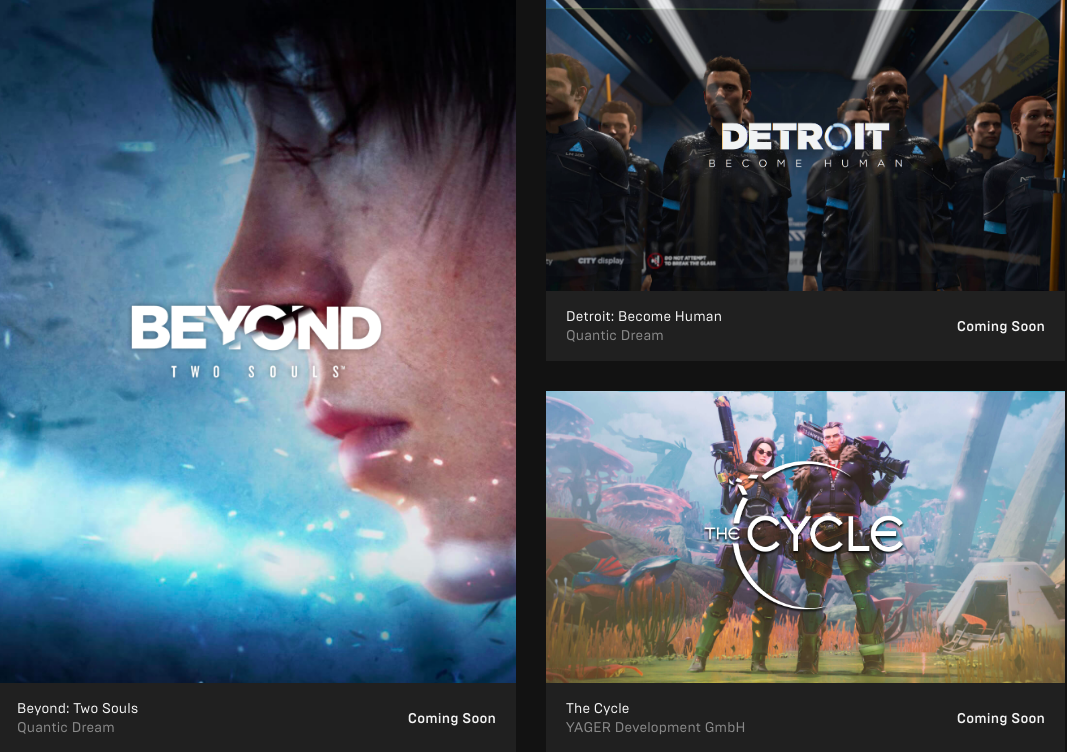 BEYOND
TWO SOULS™
Beyond: Two Souls
Quantic Dream
Coming Soon
DETROIT
BECOME HUMAN
CITY display
DO NOT ATTEMPT
TO BREAK THE GLASS
Detroit: Become Human
Quantic Dream
Coming Soon
THE CYCLE
The Cycle
YAGER Development GmbH
Coming Soon